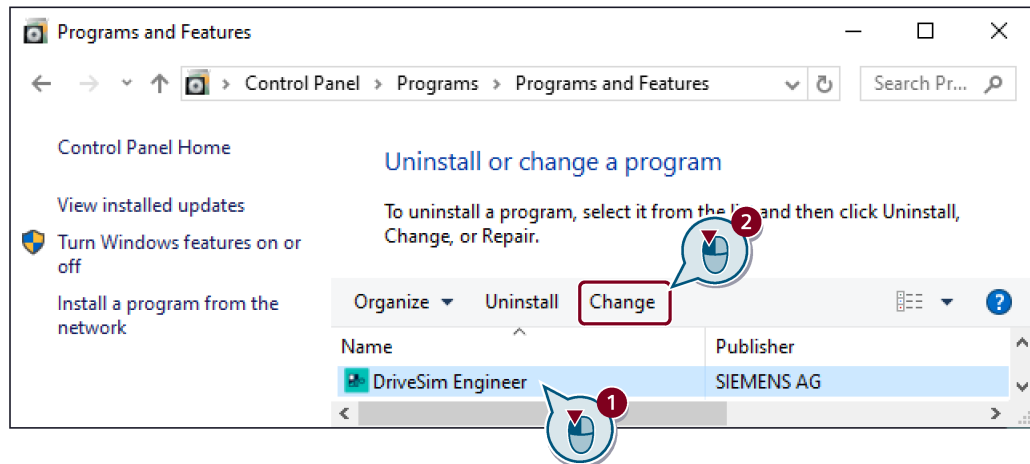 Programs and Features
Control Panel > Programs > Programs and Features
Search Pr...
Control Panel Home
View installed updates
Turn Windows features on or
off
Install a program from the
network
Uninstall or change a program
To uninstall a program, select it from the and then click Uninstall,
Change, or Repair.
2
Organize Uninstall Change
?
Name Publisher
DriveSim Engineer SIEMENS AG
1